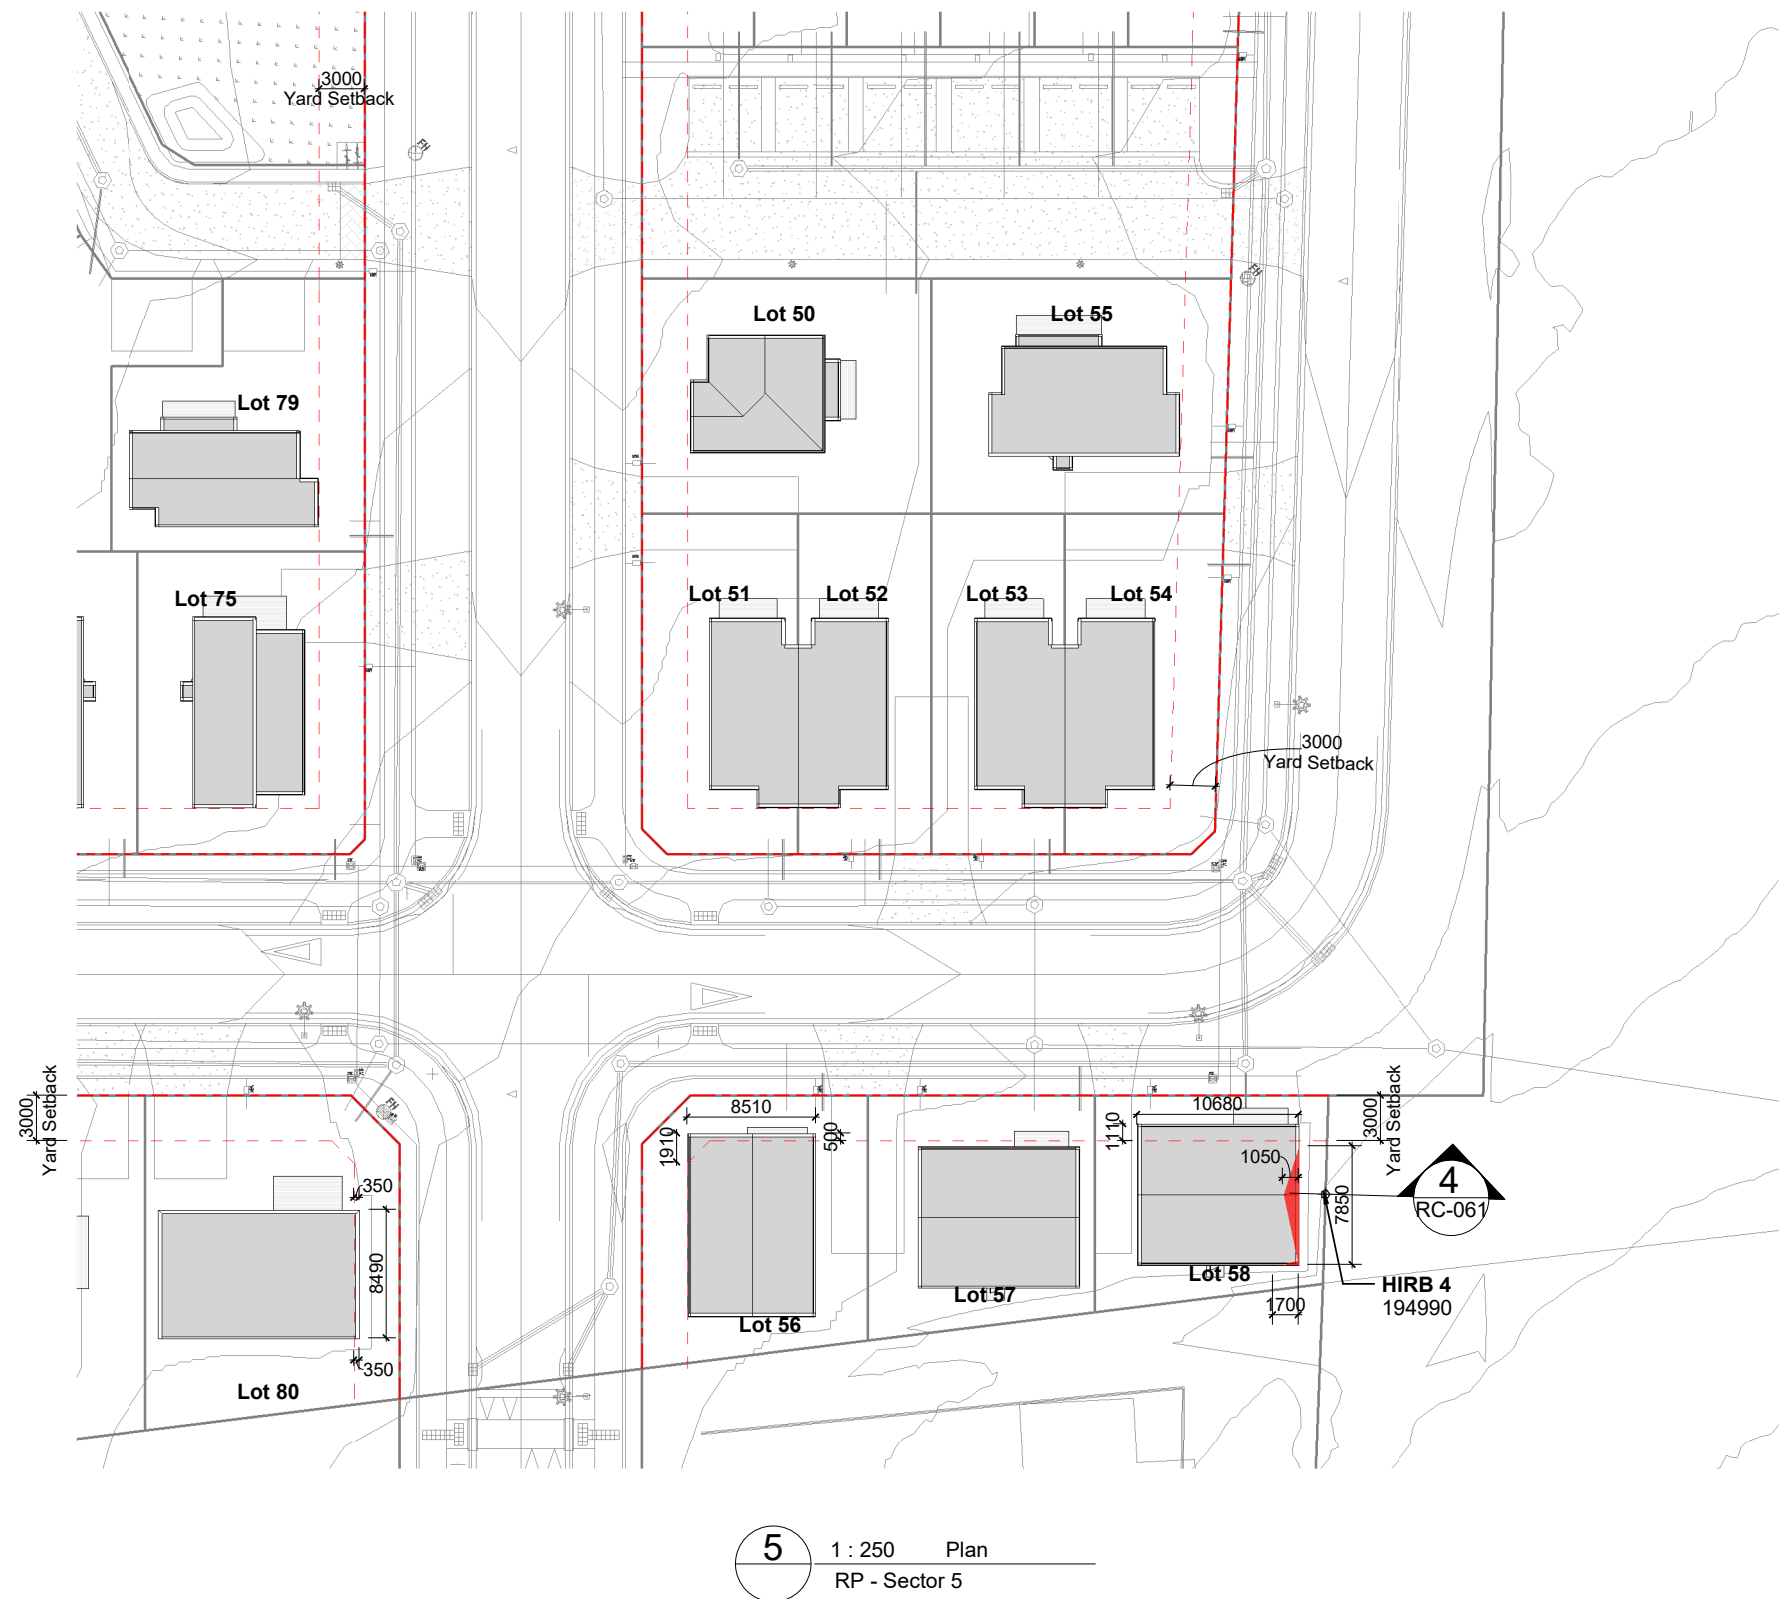 3000
Yard Setback
FH
FH
Lot 50
Lot 55
Lot 79
Lot 75
Lot 51
Lot 52
Lot 53
Lot 54
3000
Yard Setback
3000
Yard Setback
FH
8510
1910
500
10680
1110
3000
Yard Setback
1050
7850
4
RC-061
350
8490
350
Lot 80
Lot 56
Lot 57
Lot 58
1700
HIRB 4
194990
5
1 : 250 Plan
RP - Sector 5